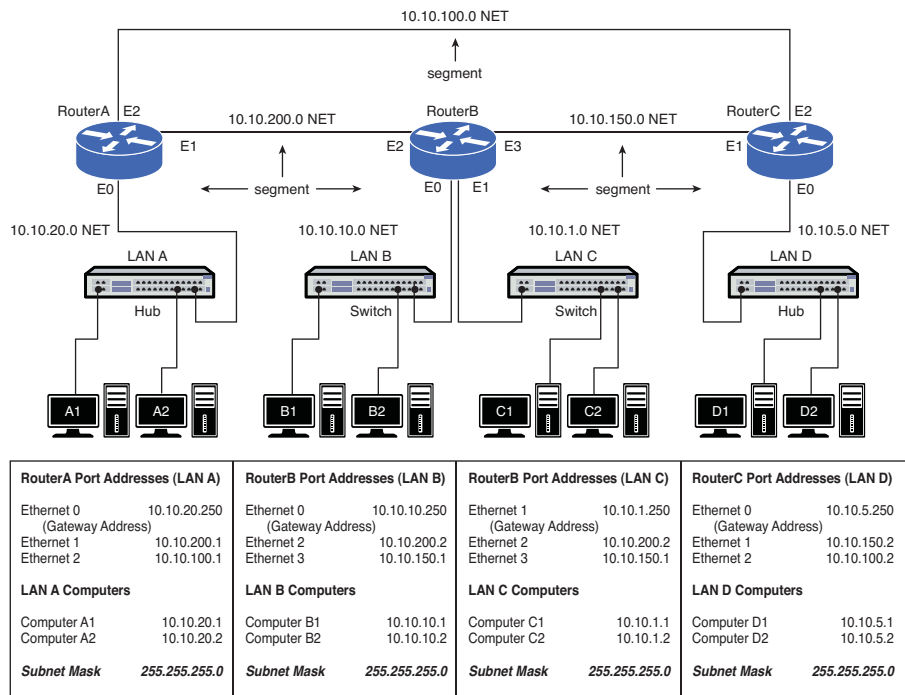 10.10.100.0 NET
segment
RouterA E2
RouterB
RouterC E2
10.10.200.0 NET
10.10.150.0 NET
E1
E2
E3
E1
segment
segment
E0
E0
E1
E0
10.10.20.0 NET
10.10.10.0 NET
10.10.1.0 NET
10.10.5.0 NET
LAN A
LAN B
LAN C
LAN D
Hub
Switch
Switch
Hub
A1
A2
B1
B2
C1
C2
D1
D2
RouterA Port Addresses (LAN A)
Ethernet 0 10.10.20.250
(Gateway Address)
Ethernet 1 10.10.200.1
Ethernet 2 10.10.100.1
LAN A Computers
Computer A1 10.10.20.1
Computer A2 10.10.20.2
Subnet Mask 255.255.255.0
RouterB Port Addresses (LAN B)
Ethernet 0 10.10.10.250
(Gateway Address)
Ethernet 2 10.10.200.2
Ethernet 3 10.10.150.1
LAN B Computers
Computer B1 10.10.10.1
Computer B2 10.10.10.2
Subnet Mask 255.255.255.0
RouterB Port Addresses (LAN C)
Ethernet 1 10.10.1.250
(Gateway Address)
Ethernet 2 10.10.200.2
Ethernet 3 10.10.150.1
LAN C Computers
Computer C1 10.10.1.1
Computer C2 10.10.1.2
Subnet Mask 255.255.255.0
RouterC Port Addresses (LAN D)
Ethernet 0 10.10.5.250
(Gateway Address)
Ethernet 1 10.10.150.2
Ethernet 2 10.10.100.2
LAN D Computers
Computer D1 10.10.5.1
Computer D2 10.10.5.2
Subnet Mask 255.255.255.0